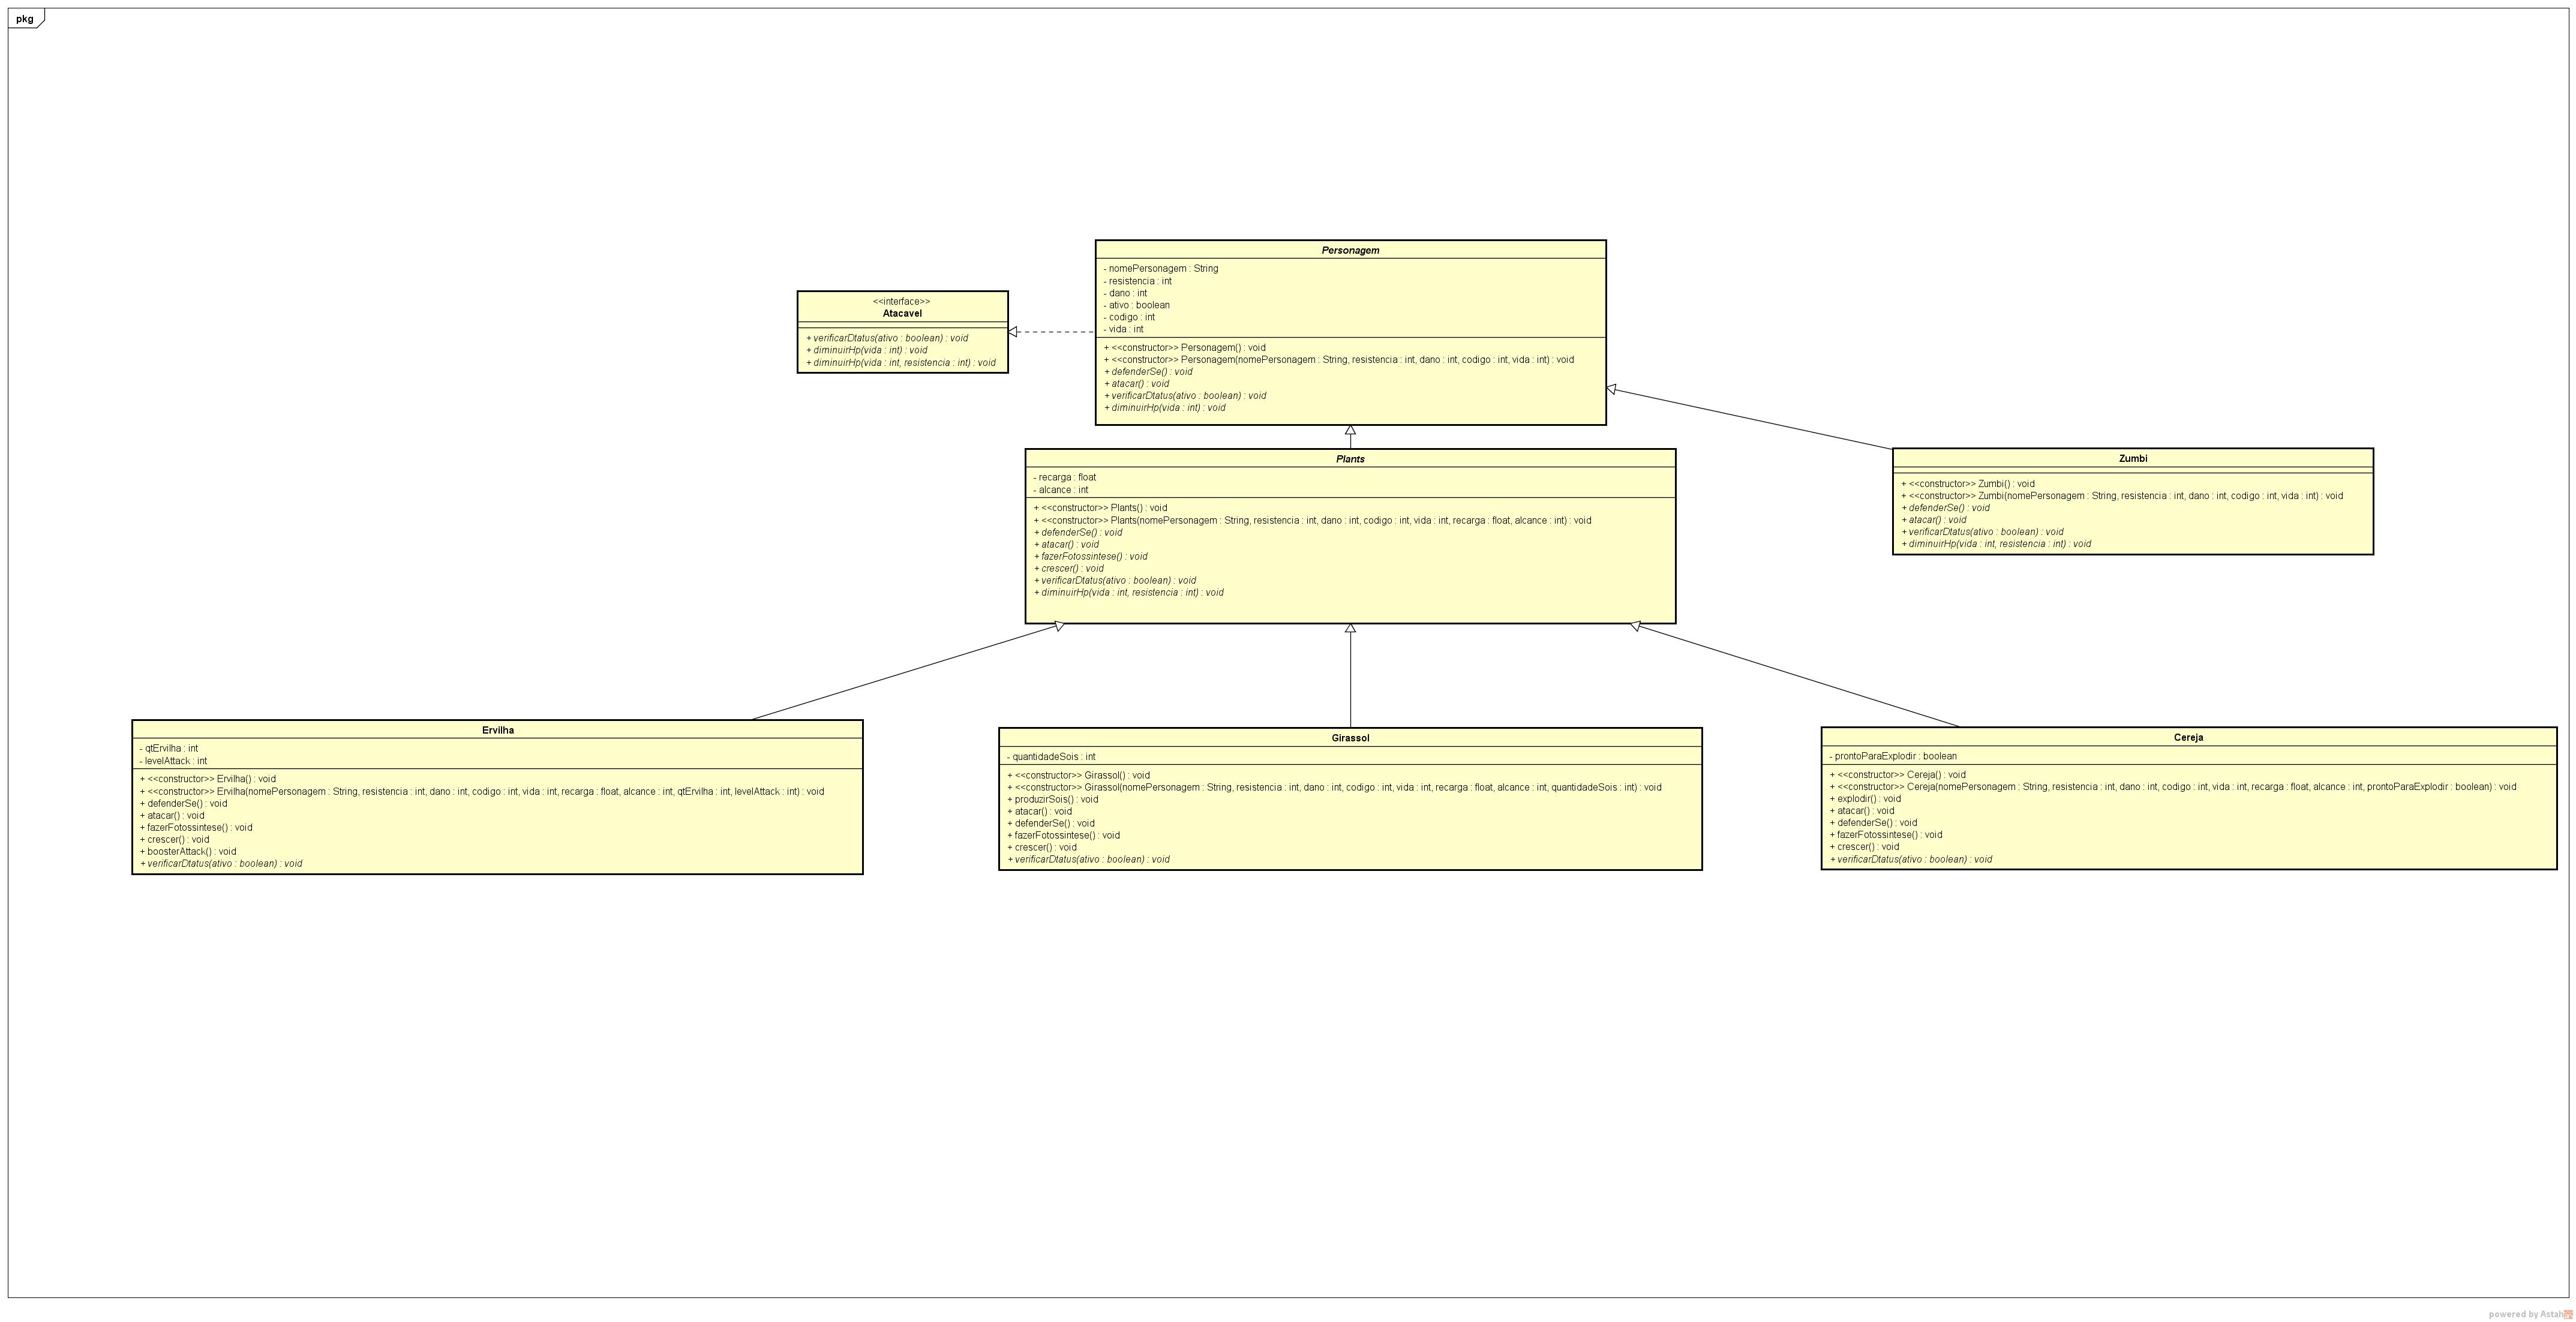 pkg
Personagem
- nomePersonagem : String
- resistencia : int
- dano : int
- ativo : boolean
- codigo : int
- vida : int
+ <<constructor>> Personagem() : void
+ <<constructor>> Personagem(nomePersonagem : String, resistencia : int, dano : int, codigo : int, vida : int) : void
+ defenderSe() : void
+ atacar() : void
+ verificarDtatus(ativo : boolean) : void
+ diminuirHp(vida : int) : void
<<interface>>
Atacavel
+ verificarDtatus(ativo : boolean) : void
+ diminuirHp(vida : int) : void
+ diminuirHp(vida : int, resistencia : int) : void
Plants
- recarga : float
- alcance : int
+ <<constructor>> Plants() : void
+ <<constructor>> Plants(nomePersonagem : String, resistencia : int, dano : int, codigo : int, vida : int, recarga : float, alcance : int) : void
+ defenderSe() : void
+ atacar() : void
+ fazerFotossintese() : void
+ crescer() : void
+ verificarDtatus(ativo : boolean) : void
+ diminuirHp(vida : int, resistencia : int) : void
Zumbi
+ <<constructor>> Zumbi() : void
+ <<constructor>> Zumbi(nomePersonagem : String, resistencia : int, dano : int, codigo : int, vida : int) : void
+ defenderSe() : void
+ atacar() : void
+ verificarDtatus(ativo : boolean) : void
+ diminuirHp(vida : int, resistencia : int) : void
Ervilha
- qtErvilha : int
- levelAttack : int
+ <<constructor>> Ervilha() : void
+ <<constructor>> Ervilha(nomePersonagem : String, resistencia : int, dano : int, codigo : int, vida : int, recarga : float, alcance : int, qtErvilha : int, levelAttack : int) : void
+ defenderSe() : void
+ atacar() : void
+ fazerFotossintese() : void
+ crescer() : void
+ boosterAttack() : void
+ verificarDtatus(ativo : boolean) : void
Girassol
- quantidadeSois : int
+ <<constructor>> Girassol() : void
+ <<constructor>> Girassol(nomePersonagem : String, resistencia : int, dano : int, codigo : int, vida : int, recarga : float, alcance : int, quantidadeSois : int) : void
+ produzirSois() : void
+ atacar() : void
+ defenderSe() : void
+ fazerFotossintese() : void
+ crescer() : void
+ verificarDtatus(ativo : boolean) : void
Cereja
- prontoParaExplodir : boolean
+ <<constructor>> Cereja() : void
+ <<constructor>> Cereja(nomePersonagem : String, resistencia : int, dano : int, codigo : int, vida : int, recarga : float, alcance : int, prontoParaExplodir : boolean) : void
+ explodir() : void
+ atacar() : void
+ defenderSe() : void
+ fazerFotossintese() : void
+ crescer() : void
+ verificarDtatus(ativo : boolean) : void
powered by Astah